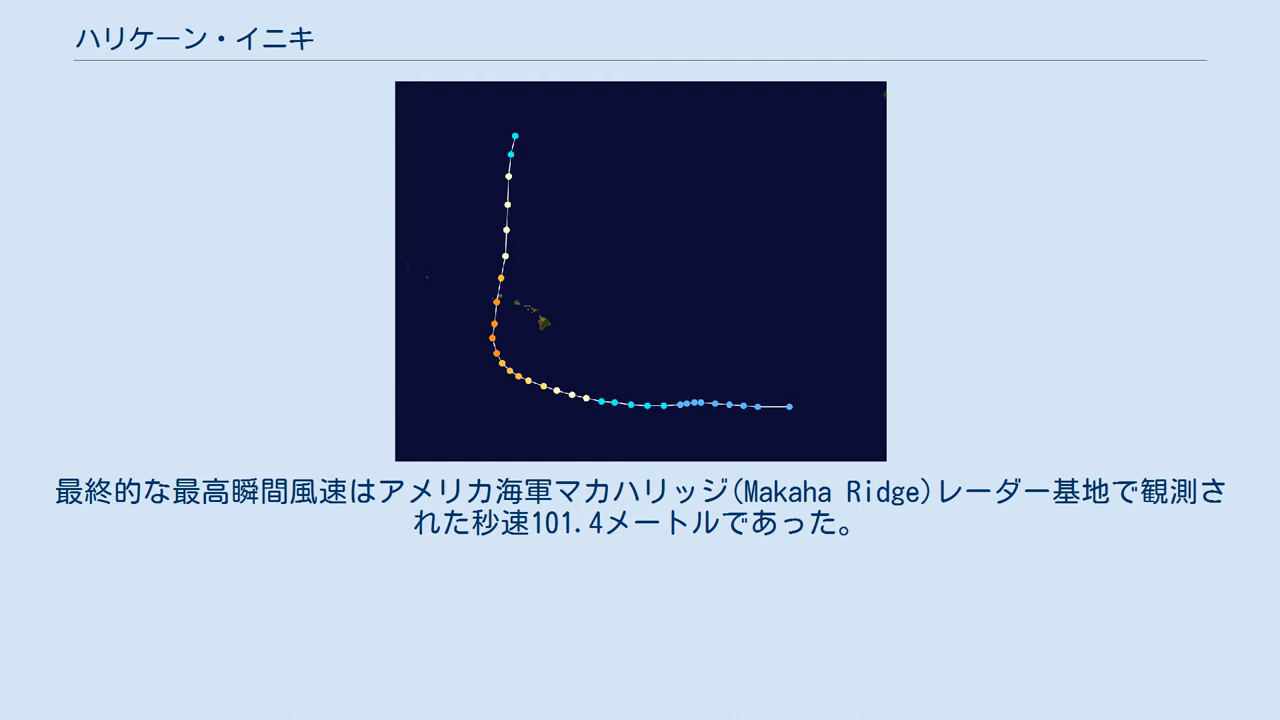 ハリケーン・イニキ
最終的な最高瞬間風速はアメリカ海軍マカハリッジ(Makaha Ridge)レーダー基地で観測さ
れた秒速101.4メートルであった。